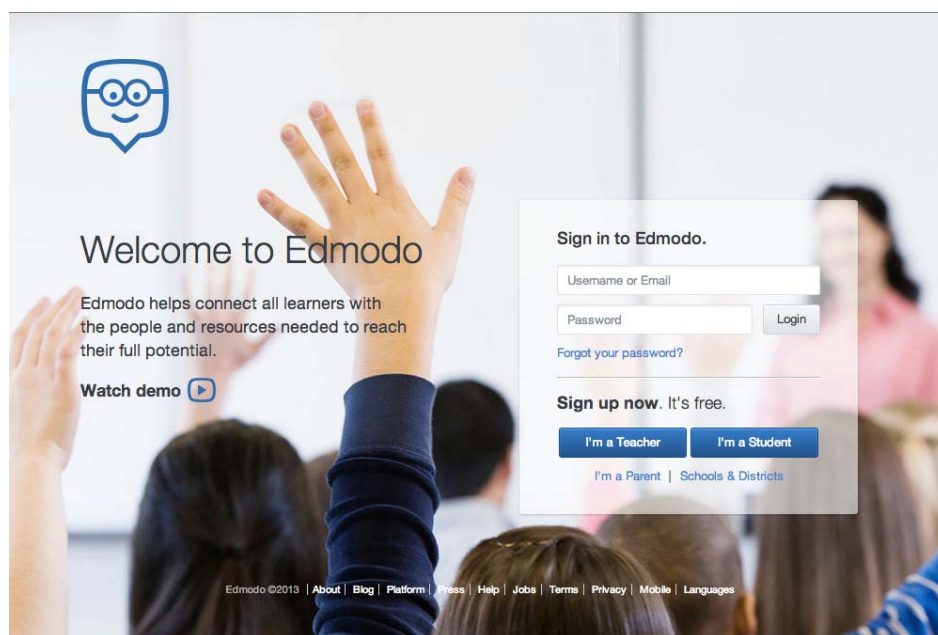 Welcome to Edmodo
Edmodo helps connect all learners with
the people and resources needed to reach
their full potential.
Watch demo
Sign in to Edmodo.
Username or Email
Password
Login
Forgot your password?
Sign up now. It's free.
I'm a Teacher
I'm a Student
I'm a Parent | Schools & Districts
Edmodo ©2013 | About | Blog | Platform | Press | Help | Jobs | Terms | Privacy | Mobile | Languages